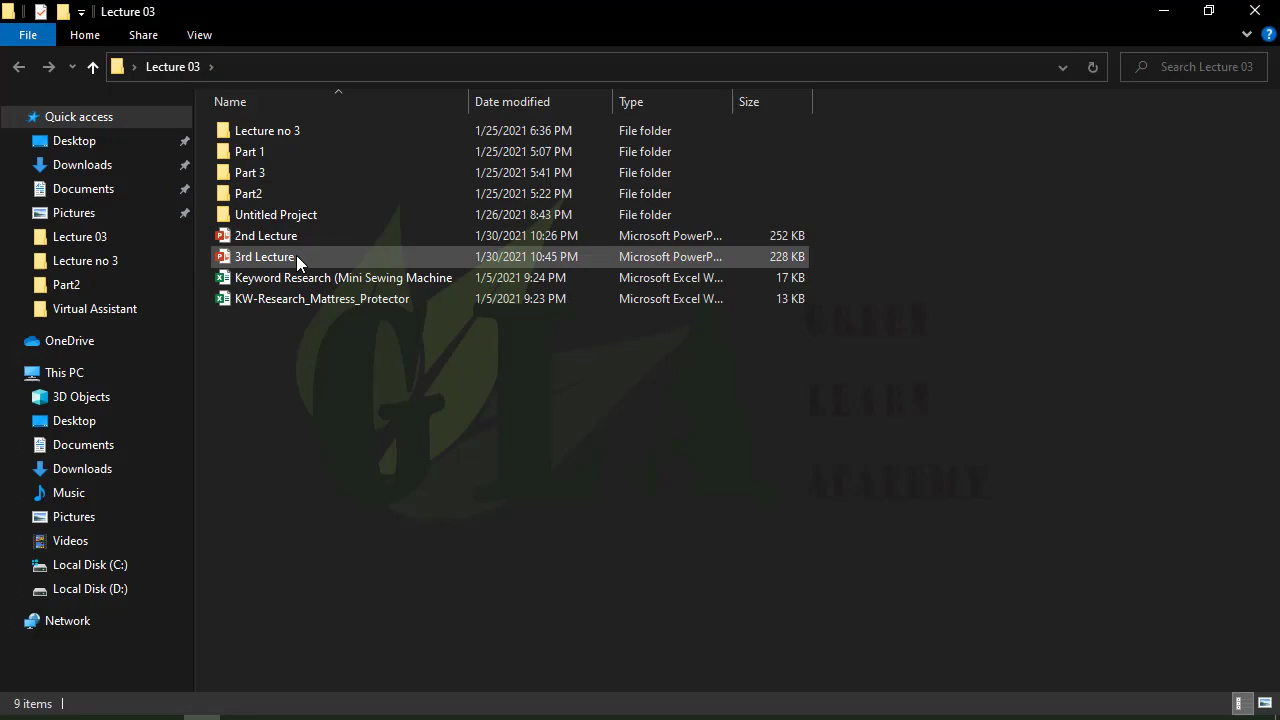 Lecture 03
File Home Share View
Lecture 03 Search Lecture 03
Name Date modified Type Size
Quick access
Desktop
Downloads
Documents
Pictures
Lecture 03
Lecture no 3
Part2
Virtual Assistant
OneDrive
This PC
3D Objects
Desktop
Documents
Downloads
Music
Pictures
Videos
Local Disk (C:)
Local Disk (D:)
Network
Lecture no 3 1/25/2021 6:36 PM File folder
Part 1 1/25/2021 5:07 PM File folder
Part 3 1/25/2021 5:41 PM File folder
Part2 1/25/2021 5:22 PM File folder
Untitled Project 1/26/2021 8:43 PM File folder
2nd Lecture 1/30/2021 10:26 PM Microsoft PowerP... 252 KB
3rd Lecture 1/30/2021 10:45 PM Microsoft PowerP... 228 KB
Keyword Research (Mini Sewing Machine 1/5/2021 9:24 PM Microsoft Excel W... 17 KB
KW-Research_Mattress_Protector 1/5/2021 9:23 PM Microsoft Excel W... 13 KB
GLA
GREEN
LEARN
ACADEMY
9 items